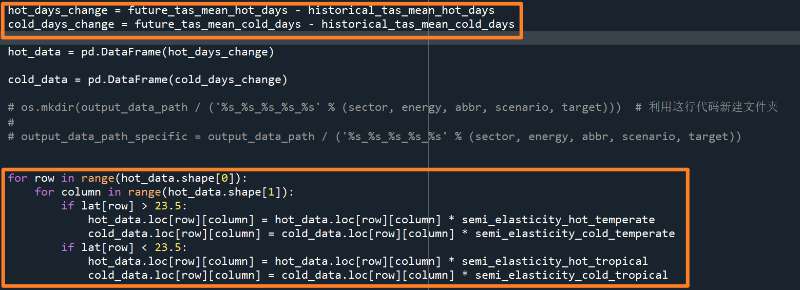 hot_days_change = future_tas_mean_hot_days - historical_tas_mean_hot_days
cold_days_change = future_tas_mean_cold_days - historical_tas_mean_cold_days
hot_data = pd.DataFrame(hot_days_change)
cold_data = pd.DataFrame(cold_days_change)
# os.mkdir(output_data_path / ('%s_%s_%s_%s_%s' % (sector, energy, abbr, scenario, target)))  # 利用这行代码新建文件夹
#
# output_data_path_specific = output_data_path / ('%s_%s_%s_%s_%s' % (sector, energy, abbr, scenario, target))
for row in range(hot_data.shape[0]):
    for column in range(hot_data.shape[1]):
        if lat[row] > 23.5:
            hot_data.loc[row][column] = hot_data.loc[row][column] * semi_elasticity_hot_temperate
            cold_data.loc[row][column] = cold_data.loc[row][column] * semi_elasticity_cold_temperate
        if lat[row] < 23.5:
            hot_data.loc[row][column] = hot_data.loc[row][column] * semi_elasticity_hot_tropical
            cold_data.loc[row][column] = cold_data.loc[row][column] * semi_elasticity_cold_tropical